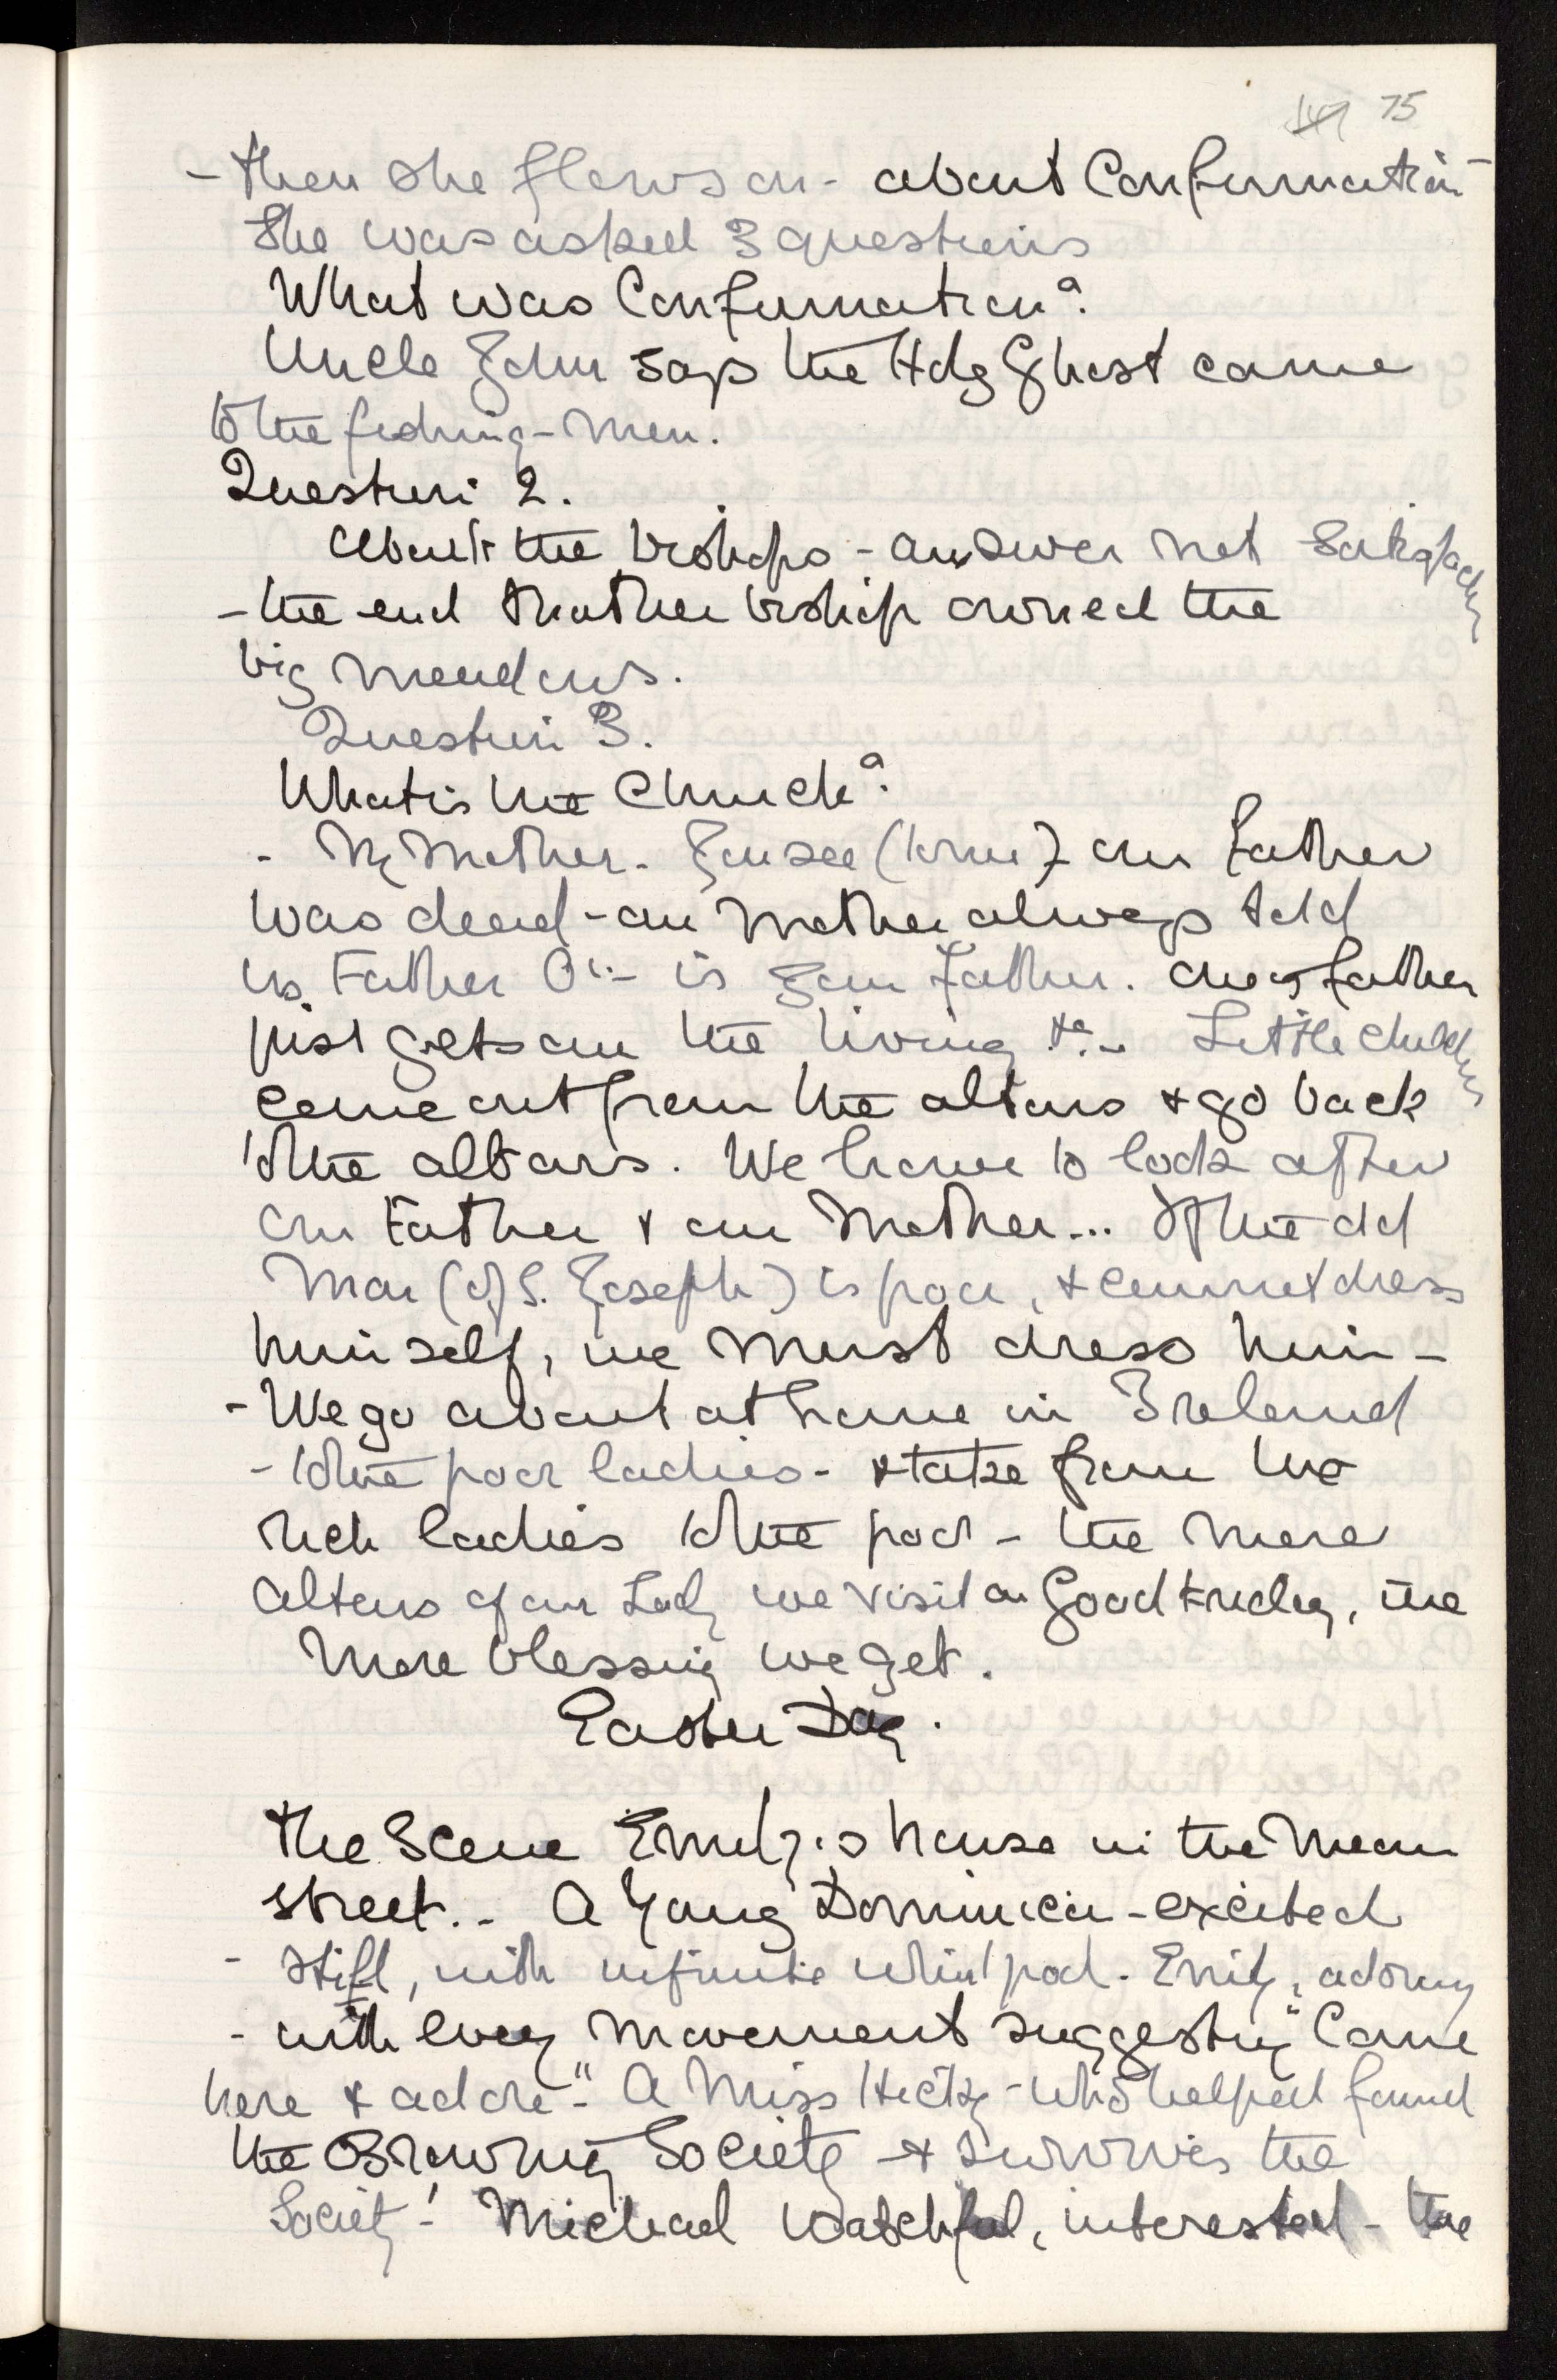 75
- then she flows on - about Confirmation -
She was asked 3 questions
What was Confirmation?
Uncle John says the Holy Ghost came
to the fishing-men.
Question 2.
About the bishops - answer not satisfactory
- the end that the bishop owned the
big meadows.
Question 3.
What is the Church?
- My Mother. You see (love) our Father
was dead - our Mother always told
us Father O'- is your Father. One's father
just gets on the living &.- Little children
come out from the altars & go back
to the altars. We have to look after
our Father & our Mother... If the old
Man (of S. Joseph) is poor, & cannot dress
himself, we must dress him -
- We go about at home in Ireland
- to the poor ladies - & take from the
rich ladies to the poor - the more
altars of our Lady we visit on Good Friday, the
more blessing we get.
Easter Day.
The Scene Emily's house in the mean
street.- A Young Dominican - excited
- stiff, with infinite whirlpool - Emily, adoring
- with every movement suggesting "Come
here & adore -" A Miss Hickey - who helped found
the Browning Society & survives the
Society! Michael watchful, interested - the